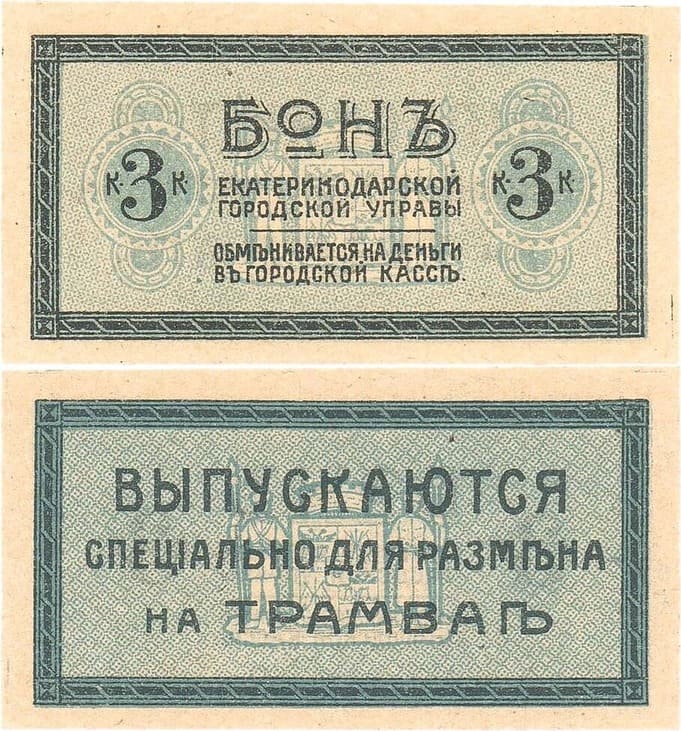 БОНЪ
К·3·К
ЕКАТЕРИНОДАРСКОЙ
ГОРОДСКОЙ УПРАВЫ
К·3·К
ОБМѢНИВАЕТСЯ НА ДЕНЬГИ
ВЪ ГОРОДСКОЙ КАССѢ.
ВЫПУСКАЮТСЯ
СПЕЦІАЛЬНО ДЛЯ РАЗМѢНА
НА ТРАМВАѢ